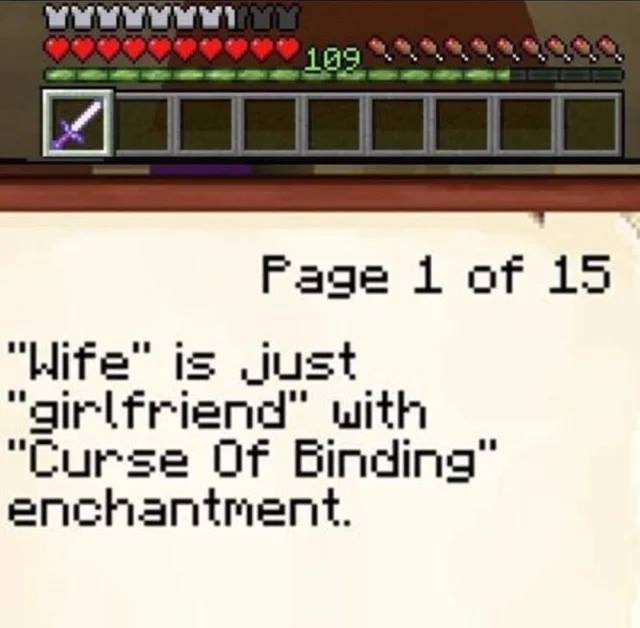 109
Page 1 of 15
"Wife" is just
"girlfriend" with
"Curse Of Binding"
enchantment.